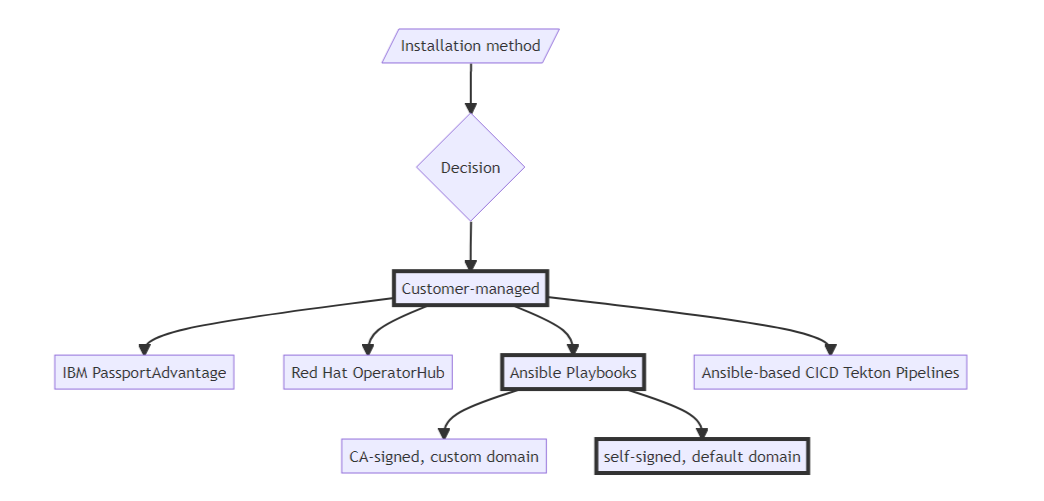 Installation method
Decision
Customer-managed
IBM PassportAdvantage
Red Hat OperatorHub
Ansible Playbooks
Ansible-based CICD Tekton Pipelines
CA-signed, custom domain
self-signed, default domain